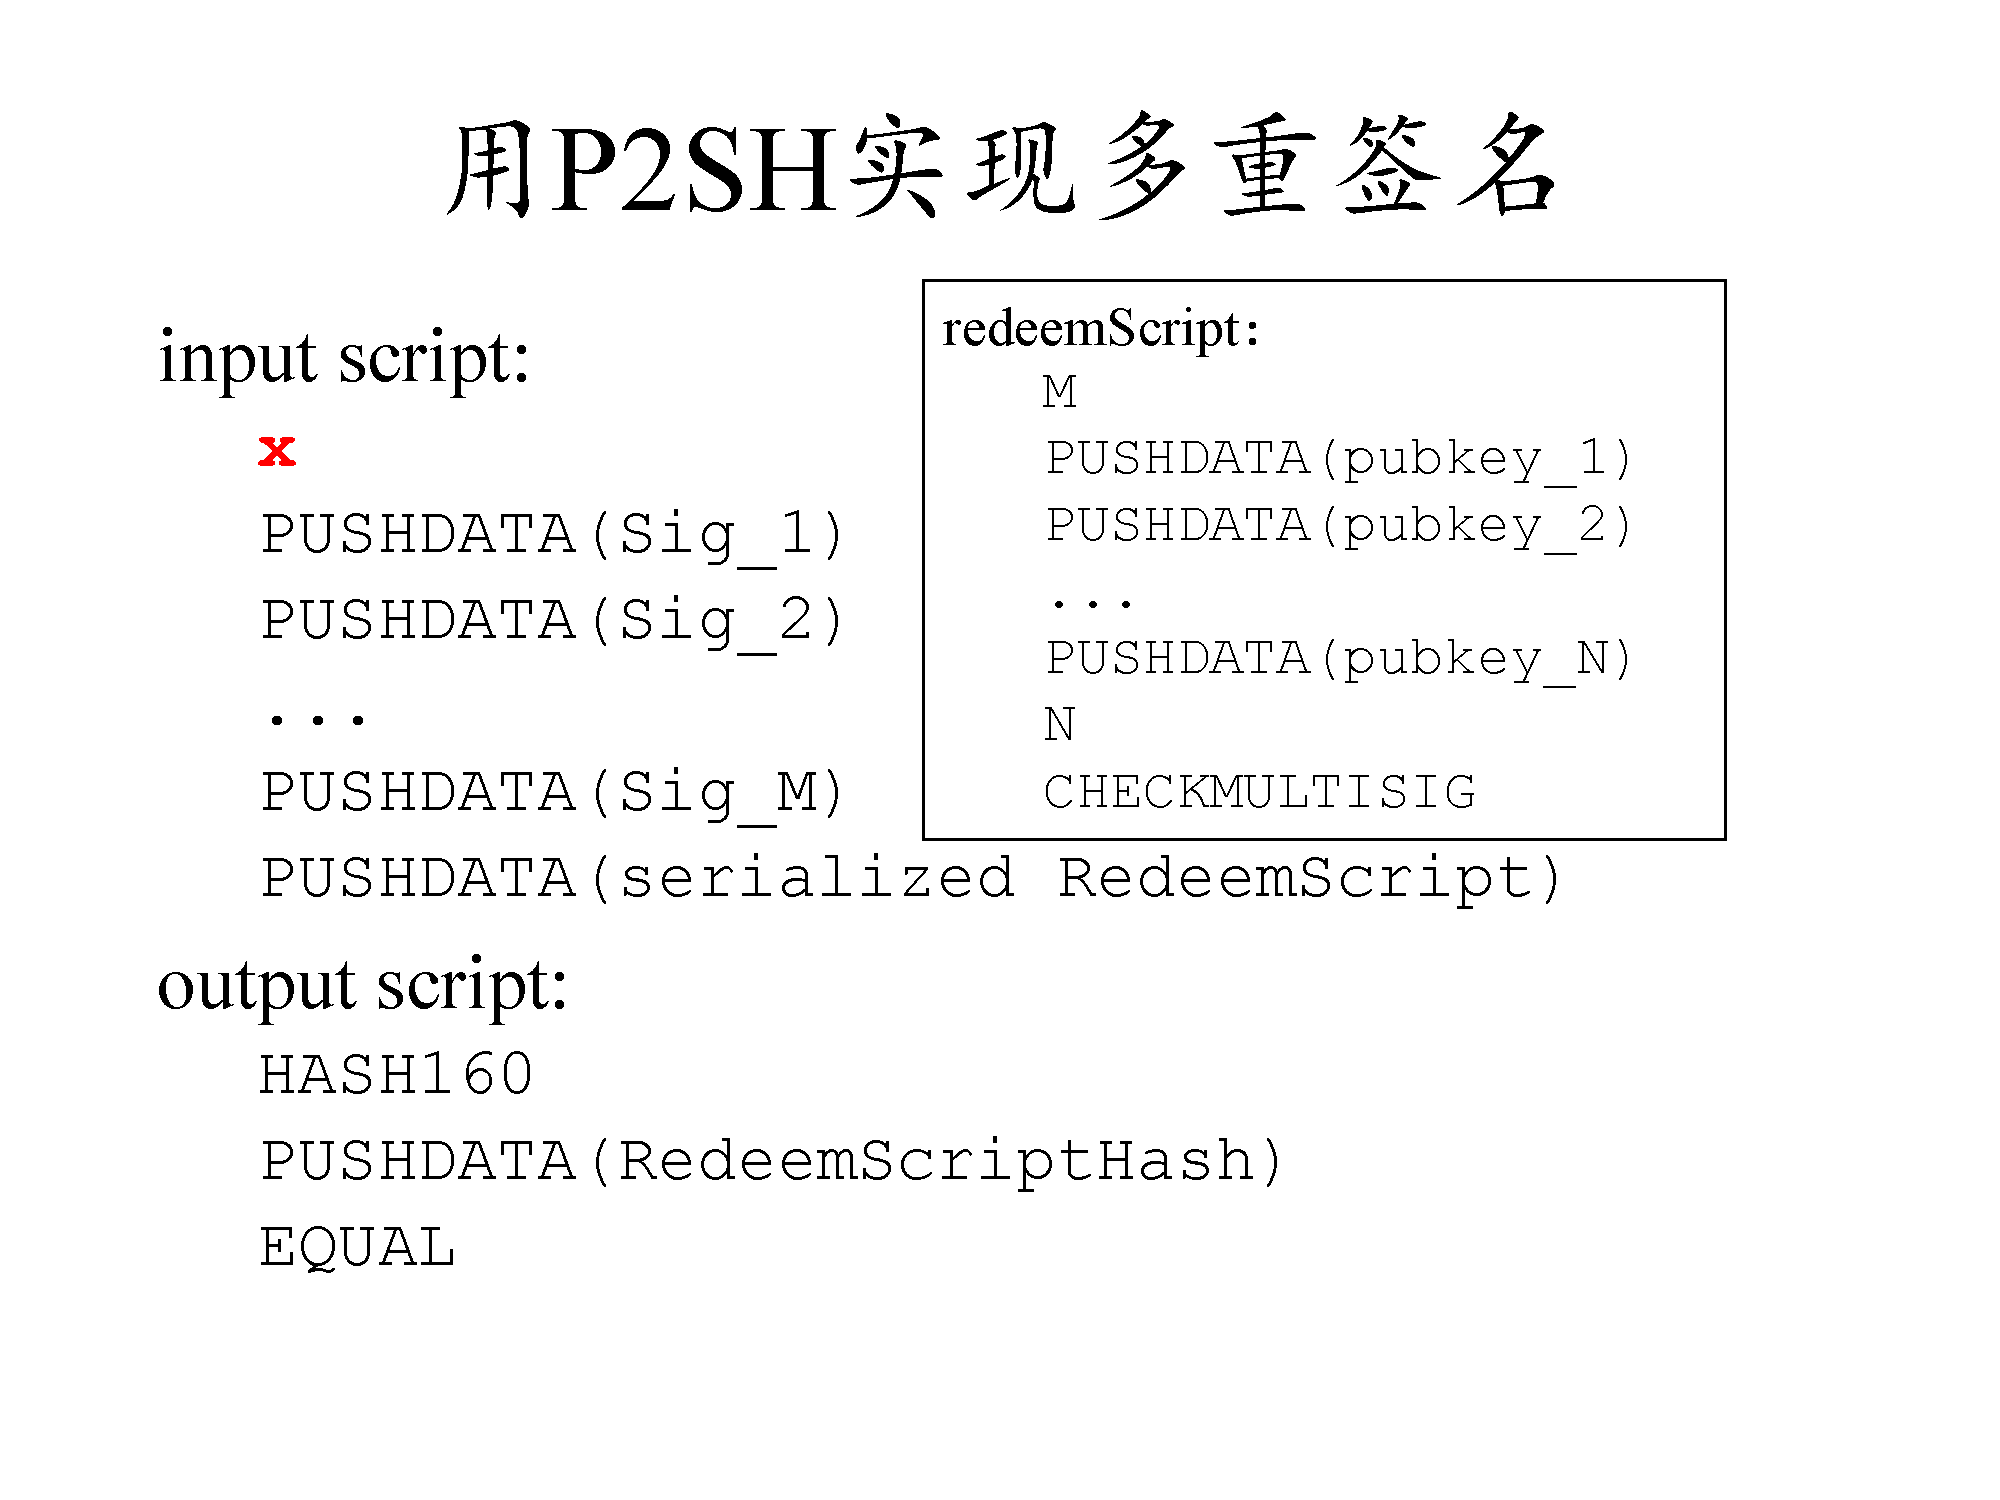 用P2SH实现多重签名
input script:
x
PUSHDATA(Sig_1)
PUSHDATA(Sig_2)
...
PUSHDATA(Sig_M)
PUSHDATA(serialized RedeemScript)
redeemScript:
M
PUSHDATA(pubkey_1)
PUSHDATA(pubkey_2)
...
PUSHDATA(pubkey_N)
N
CHECKMULTISIG
output script:
HASH160
PUSHDATA(RedeemScriptHash)
EQUAL